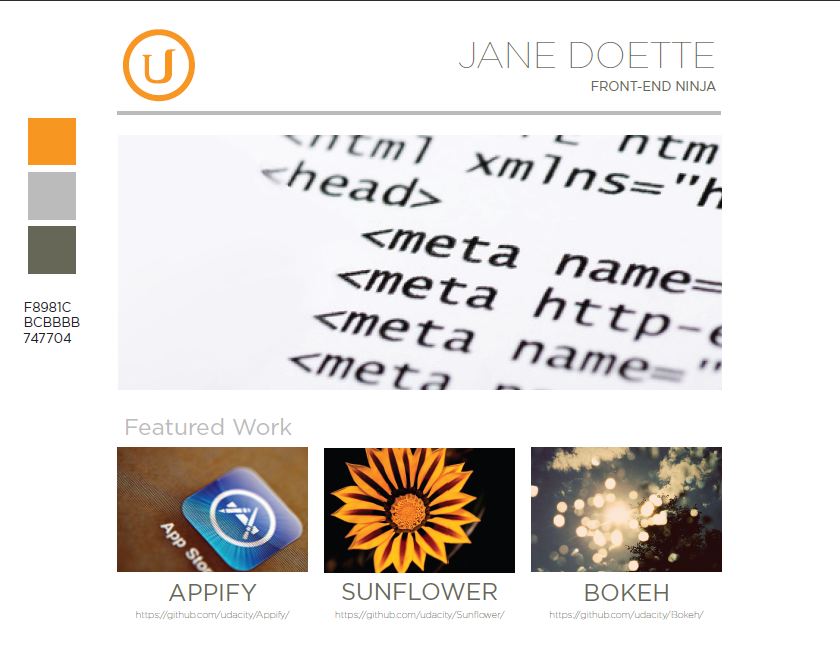 U
JANE DOETTE
FRONT-END NINJA
F8981C
BCBBBB
747704
<html
htm
xmlns="h
<head>
<meta name=
<meta http-e
<meta name="
<meta
Featured Work
App Sto
APPIFY
SUNFLOWER
BOKEH
https://github.com/udacity/Appify/
https://github.com/udacity/Sunflower/
https://github.com/udacity/Bokeh/